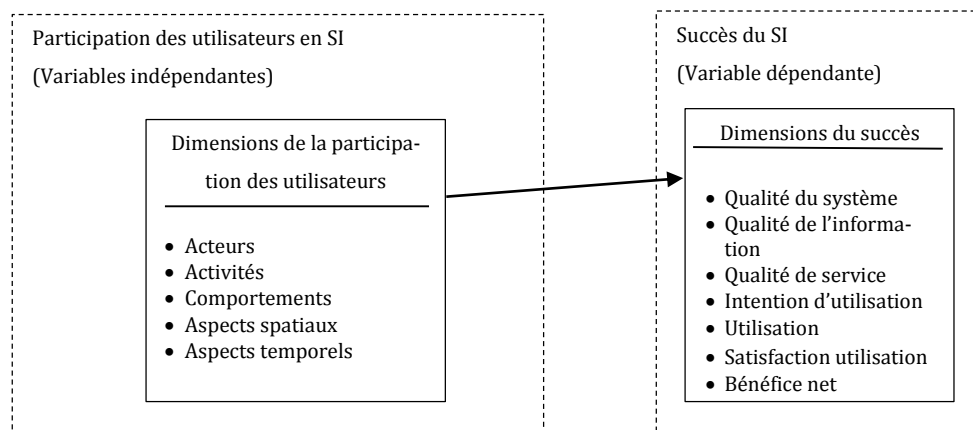 Participation des utilisateurs en SI
(Variables indépendantes)
Dimensions de la participa-
tion des utilisateurs
• Acteurs
• Activités
• Comportements
• Aspects spatiaux
• Aspects temporels
Succès du SI
(Variable dépendante)
Dimensions du succès
• Qualité du système
• Qualité de l’informa-
tion
• Qualité de service
• Intention d’utilisation
• Utilisation
• Satisfaction utilisation
• Bénéfice net